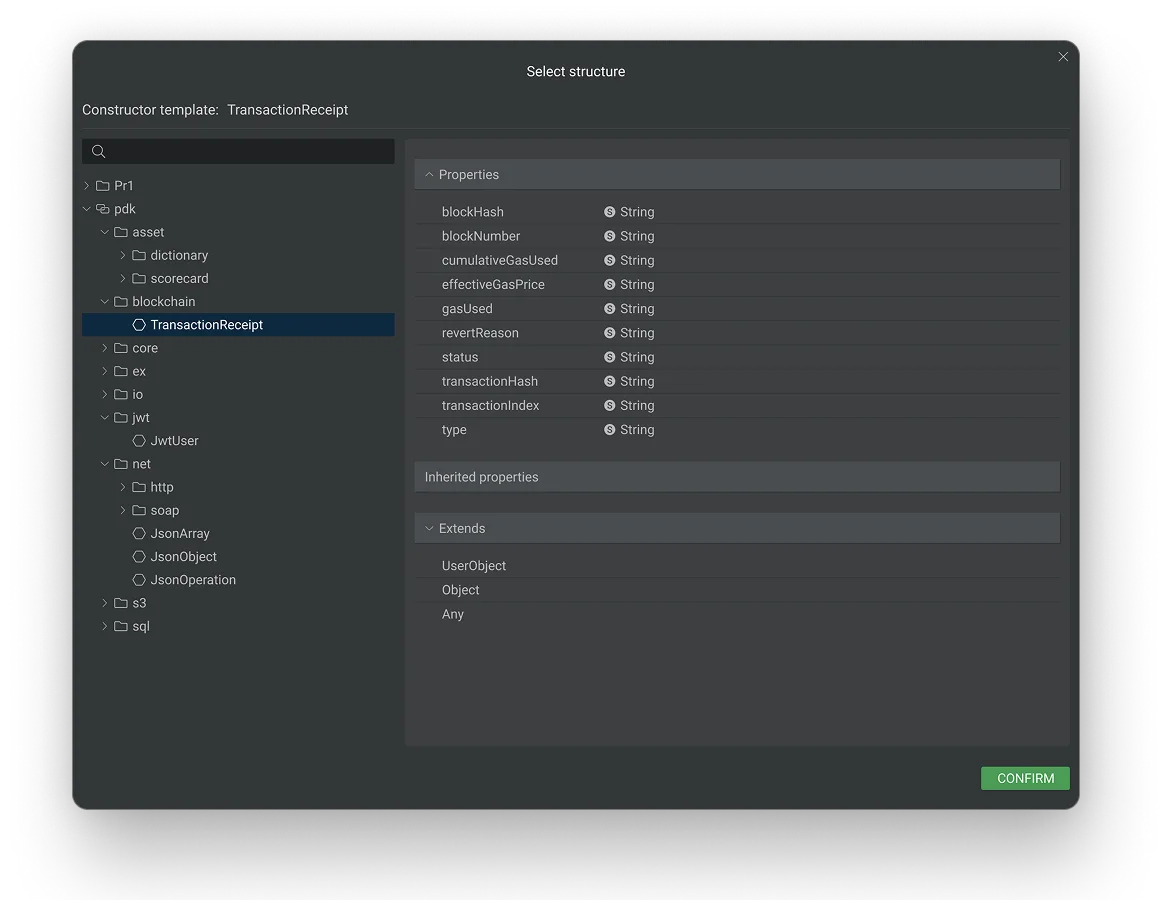 Select structure
Constructor template: TransactionReceipt
Pr1
pdk
asset
dictionary
scorecard
blockchain
TransactionReceipt
core
ex
io
jwt
JwtUser
net
http
soap
JsonArray
JsonObject
JsonOperation
s3
sql
Properties
blockHash S String
blockNumber S String
cumulativeGasUsed S String
effectiveGasPrice S String
gasUsed S String
revertReason S String
status S String
transactionHash S String
transactionIndex S String
type S String
Inherited properties
Extends
UserObject
Object
Any
CONFIRM